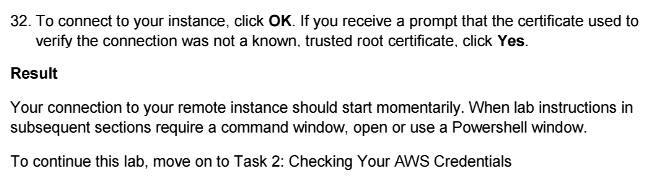 32. To connect to your instance, click OK. If you receive a prompt that the certificate used to
verify the connection was not a known, trusted root certificate, click Yes.
Result
Your connection to your remote instance should start momentarily. When lab instructions in
subsequent sections require a command window, open or use a Powershell window.
To continue this lab, move on to Task 2: Checking Your AWS Credentials